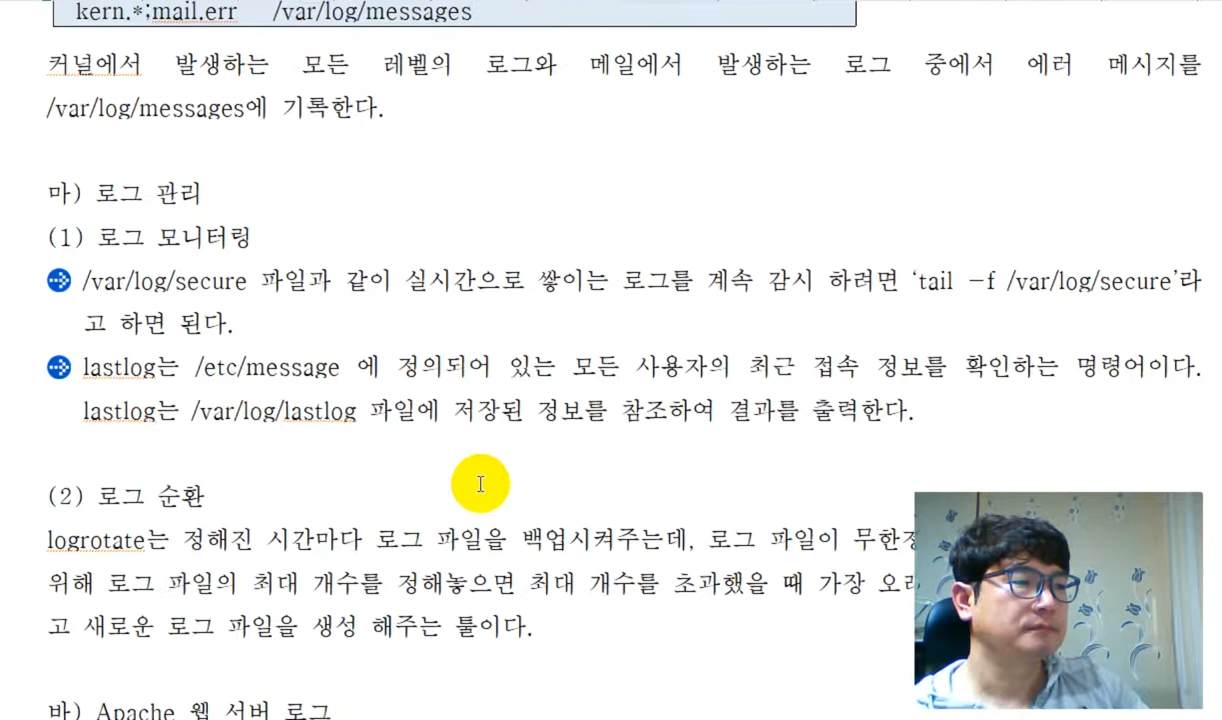 kern.*;mail.err /var/log/messages
커널에서 발생하는 모든 레벨의 로그와 메일에서 발생하는 로그 중에서 에러 메시지를
/var/log/messages에 기록한다.
마) 로그 관리
(1) 로그 모니터링
/var/log/secure 파일과 같이 실시간으로 쌓이는 로그를 계속 감시 하려면 ‘tail -f /var/log/secure’라
고 하면 된다.
lastlog는 /etc/message 에 정의되어 있는 모든 사용자의 최근 접속 정보를 확인하는 명령어이다.
lastlog는 /var/log/lastlog 파일에 저장된 정보를 참조하여 결과를 출력한다.
(2) 로그 순환
logrotate는 정해진 시간마다 로그 파일을 백업시켜주는데, 로그 파일이
위해 로그 파일의 최대 개수를 정해놓으면 최대 개수를 초과했을 때 가장
고 새로운 로그 파일을 생성 해주는 툴이다.
바) Apache 웹 서버 로그